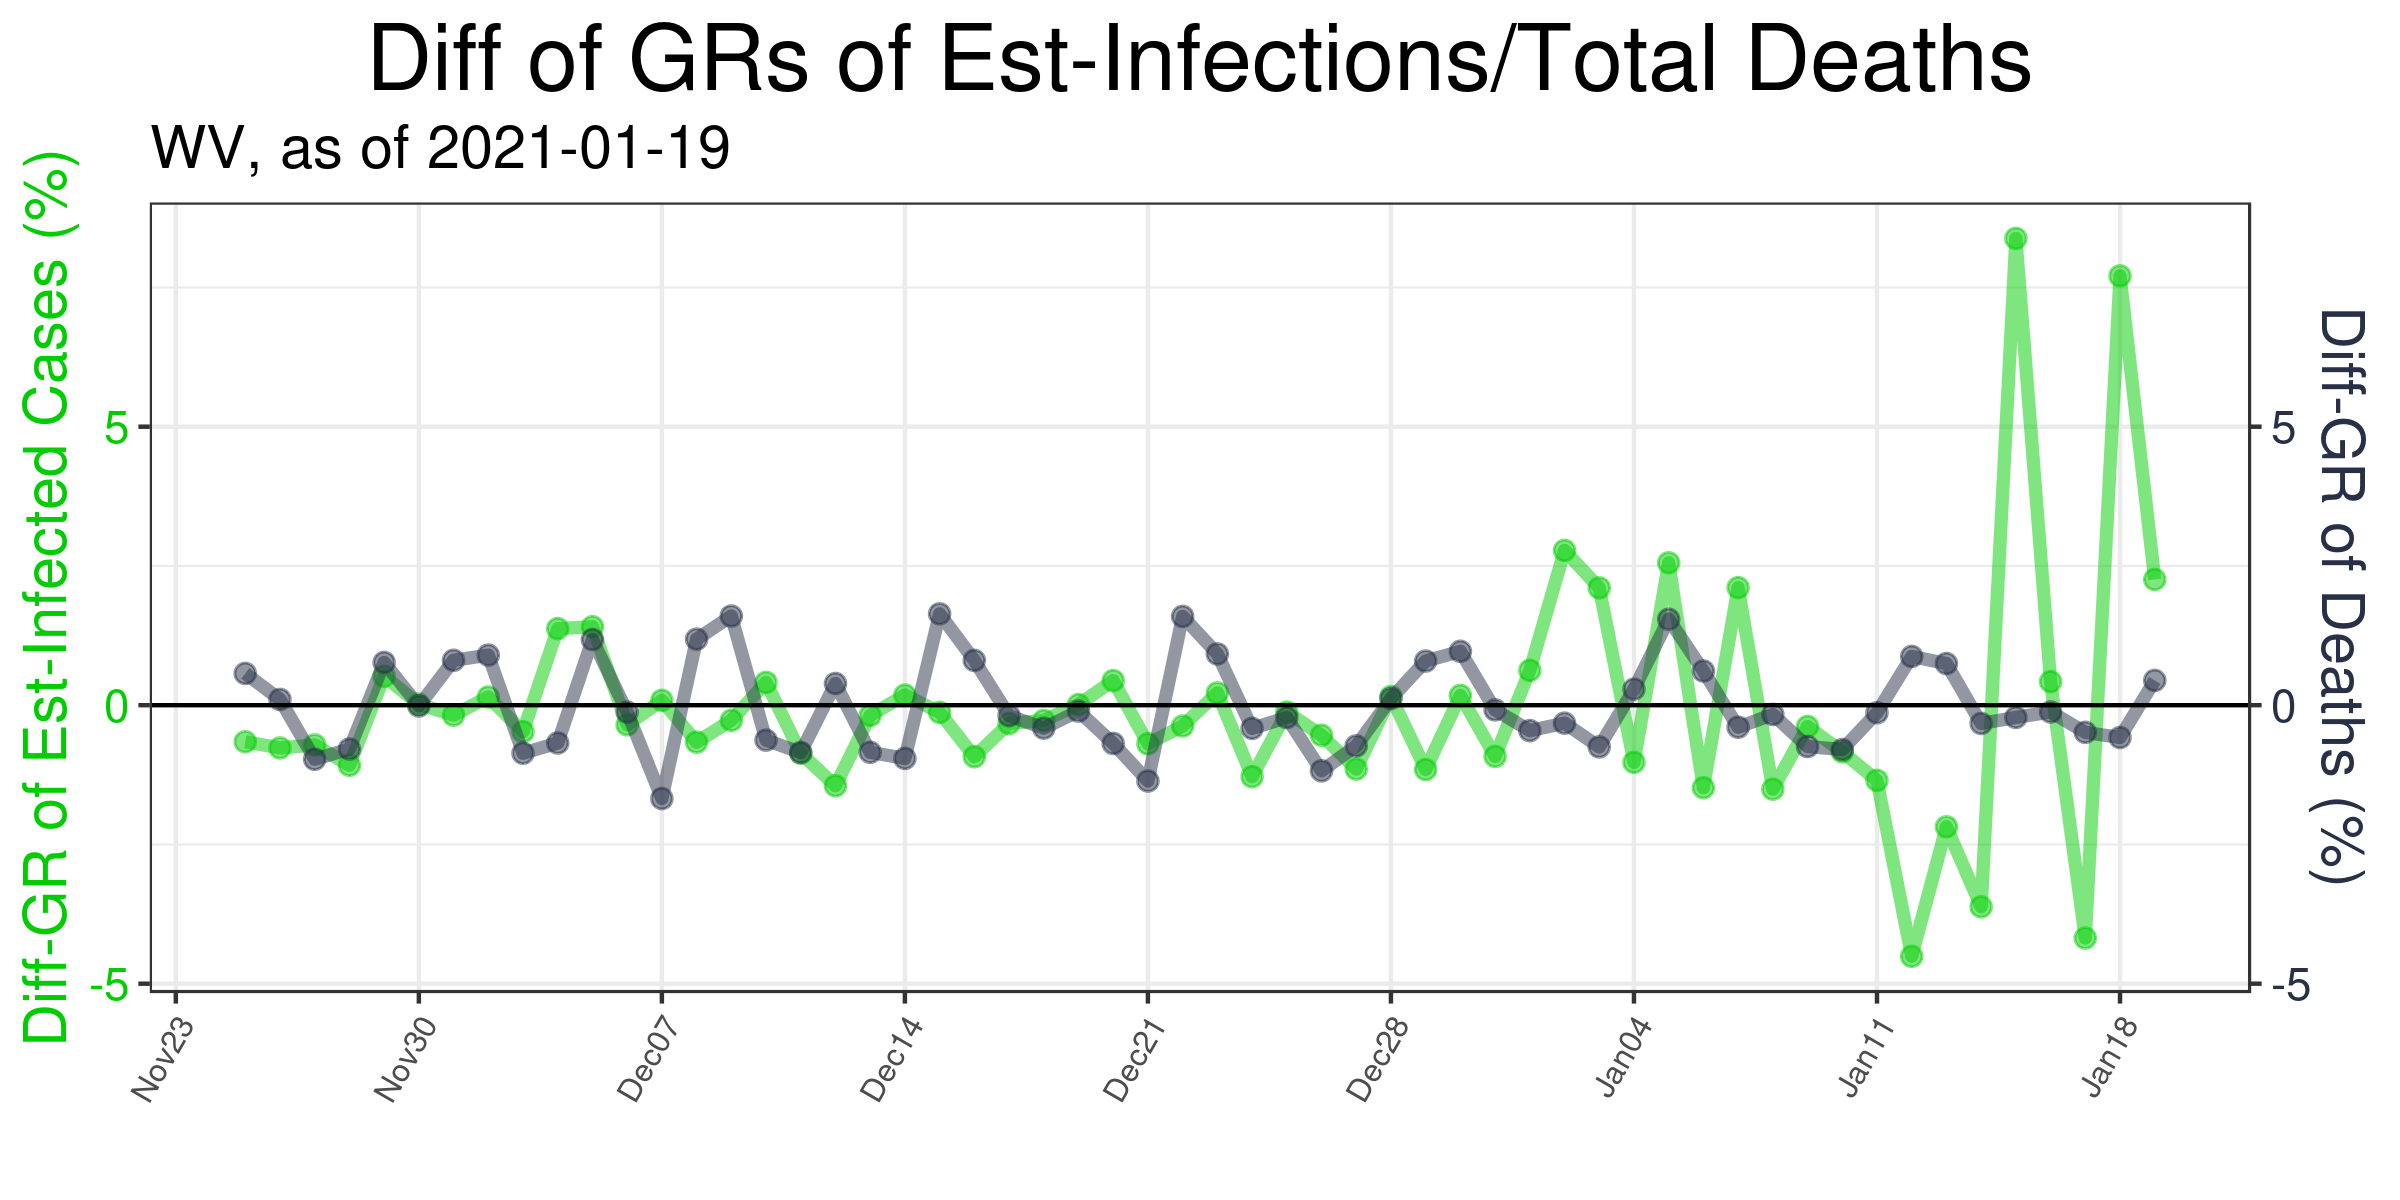 Diff of GRs of Est-Infections/Total Deaths
WV, as of 2021-01-19
Diff-GR of Est-Infected Cases (%)
5
0
-5
5
0
-5
Diff-GR of Deaths (%)
Nov23
Nov30
Dec07
Dec14
Dec21
Dec28
Jan04
Jan11
Jan18